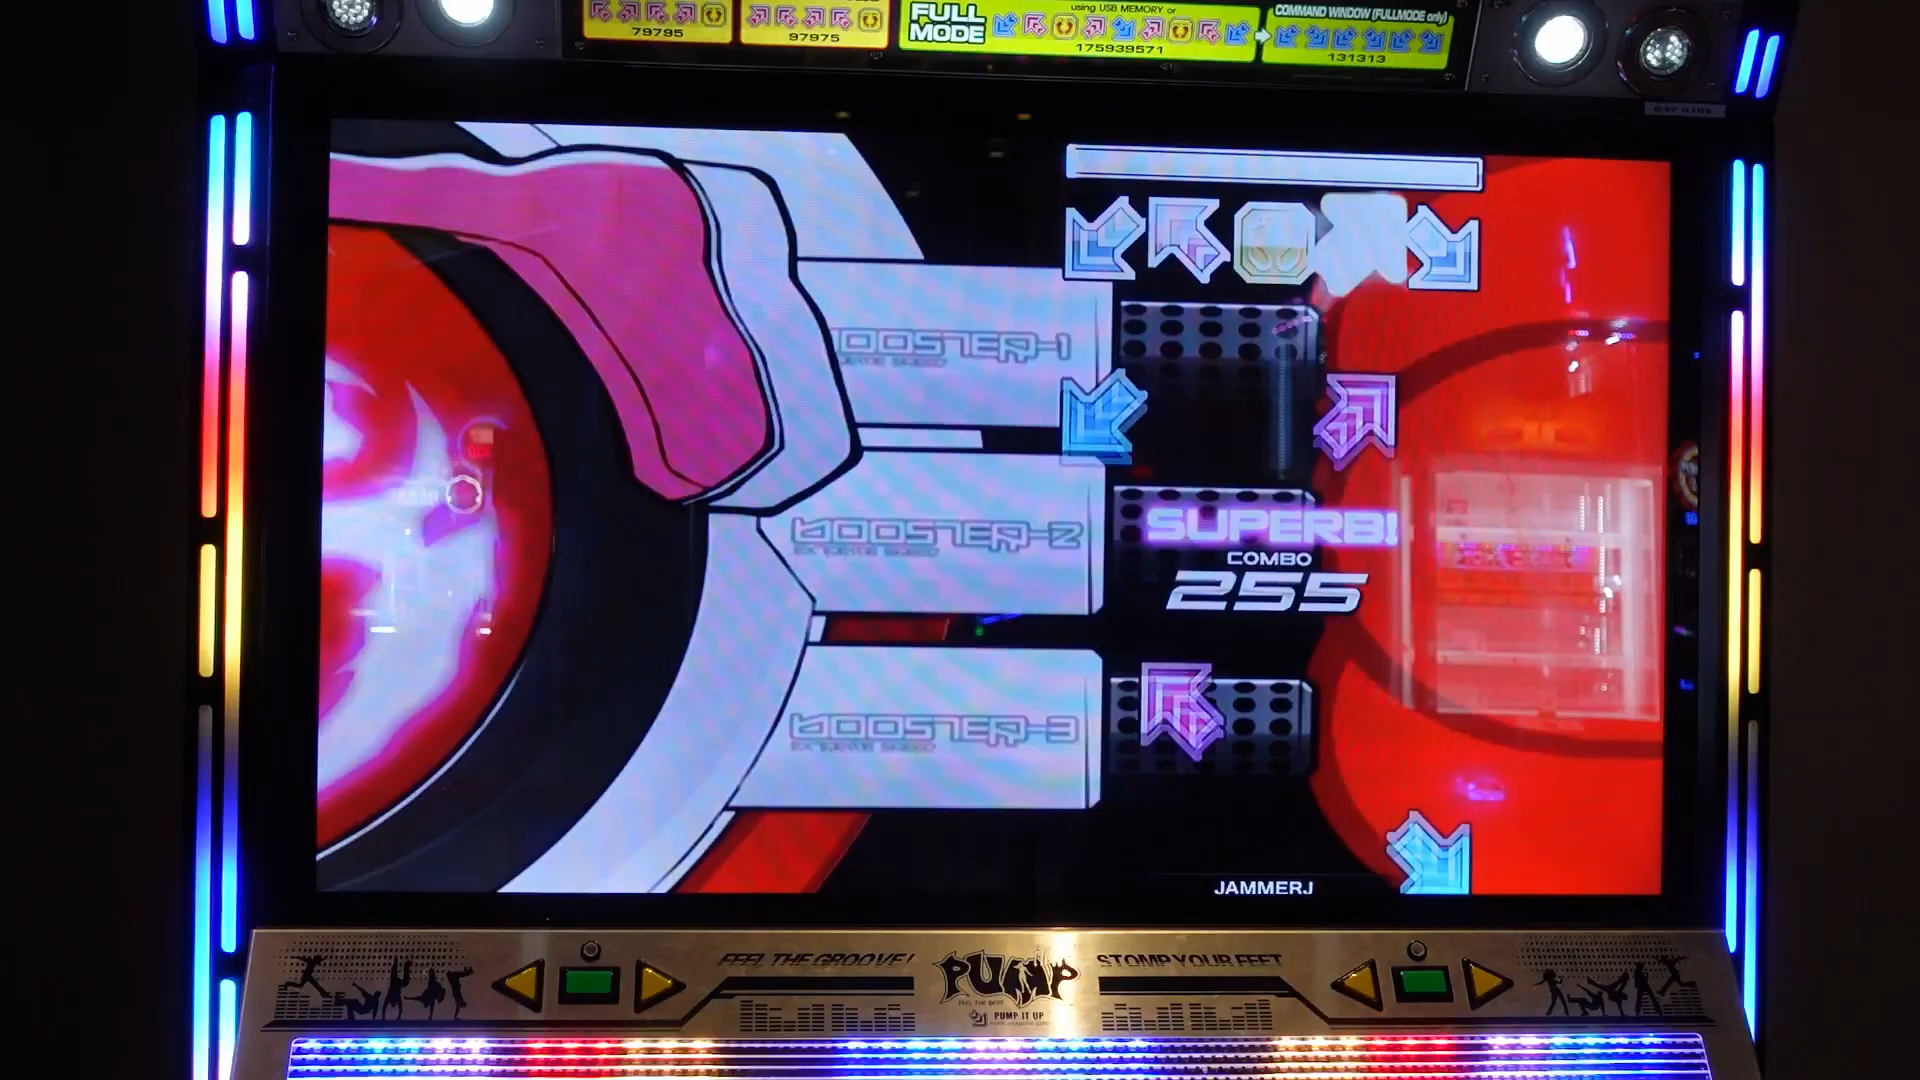 79795
97975
FULL
MODE
using USB MEMORY or
175939571
COMMAND WINDOW (FULLMODE only)
131313
BOOSTER-1
BOOSTER-2
SUPERB!
COMBO
255
BOOSTER-3
JAMMERJ
FEEL THE GROOVE!
PUMP
STOMP YOUR FEET
PUMP IT UP